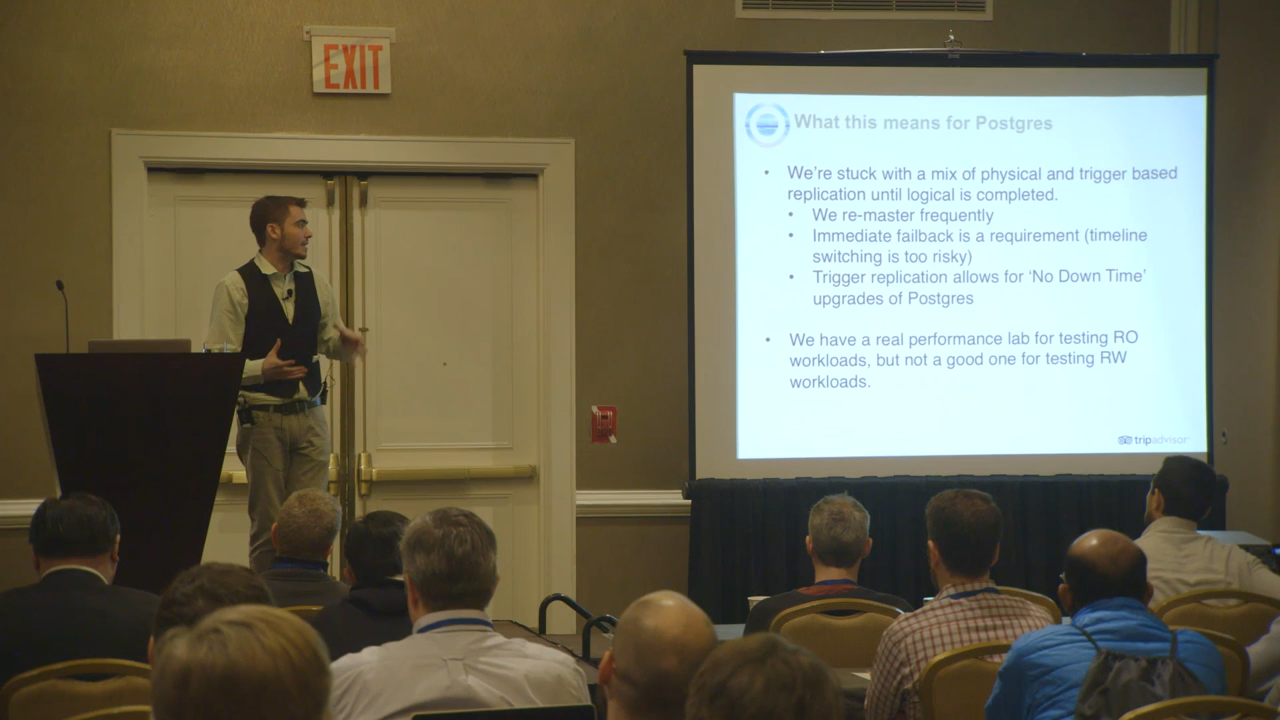 EXIT
What this means for Postgres
• We're stuck with a mix of physical and trigger based
replication until logical is completed.
• We re-master frequently
• Immediate failback is a requirement (timeline
switching is too risky)
• Trigger replication allows for 'No Down Time'
upgrades of Postgres
• We have a real performance lab for testing RO
workloads, but not a good one for testing RW
workloads.
tripadvisor